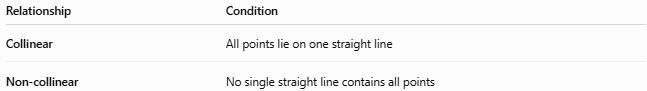 Relationship Condition
Collinear All points lie on one straight line
Non-collinear No single straight line contains all points